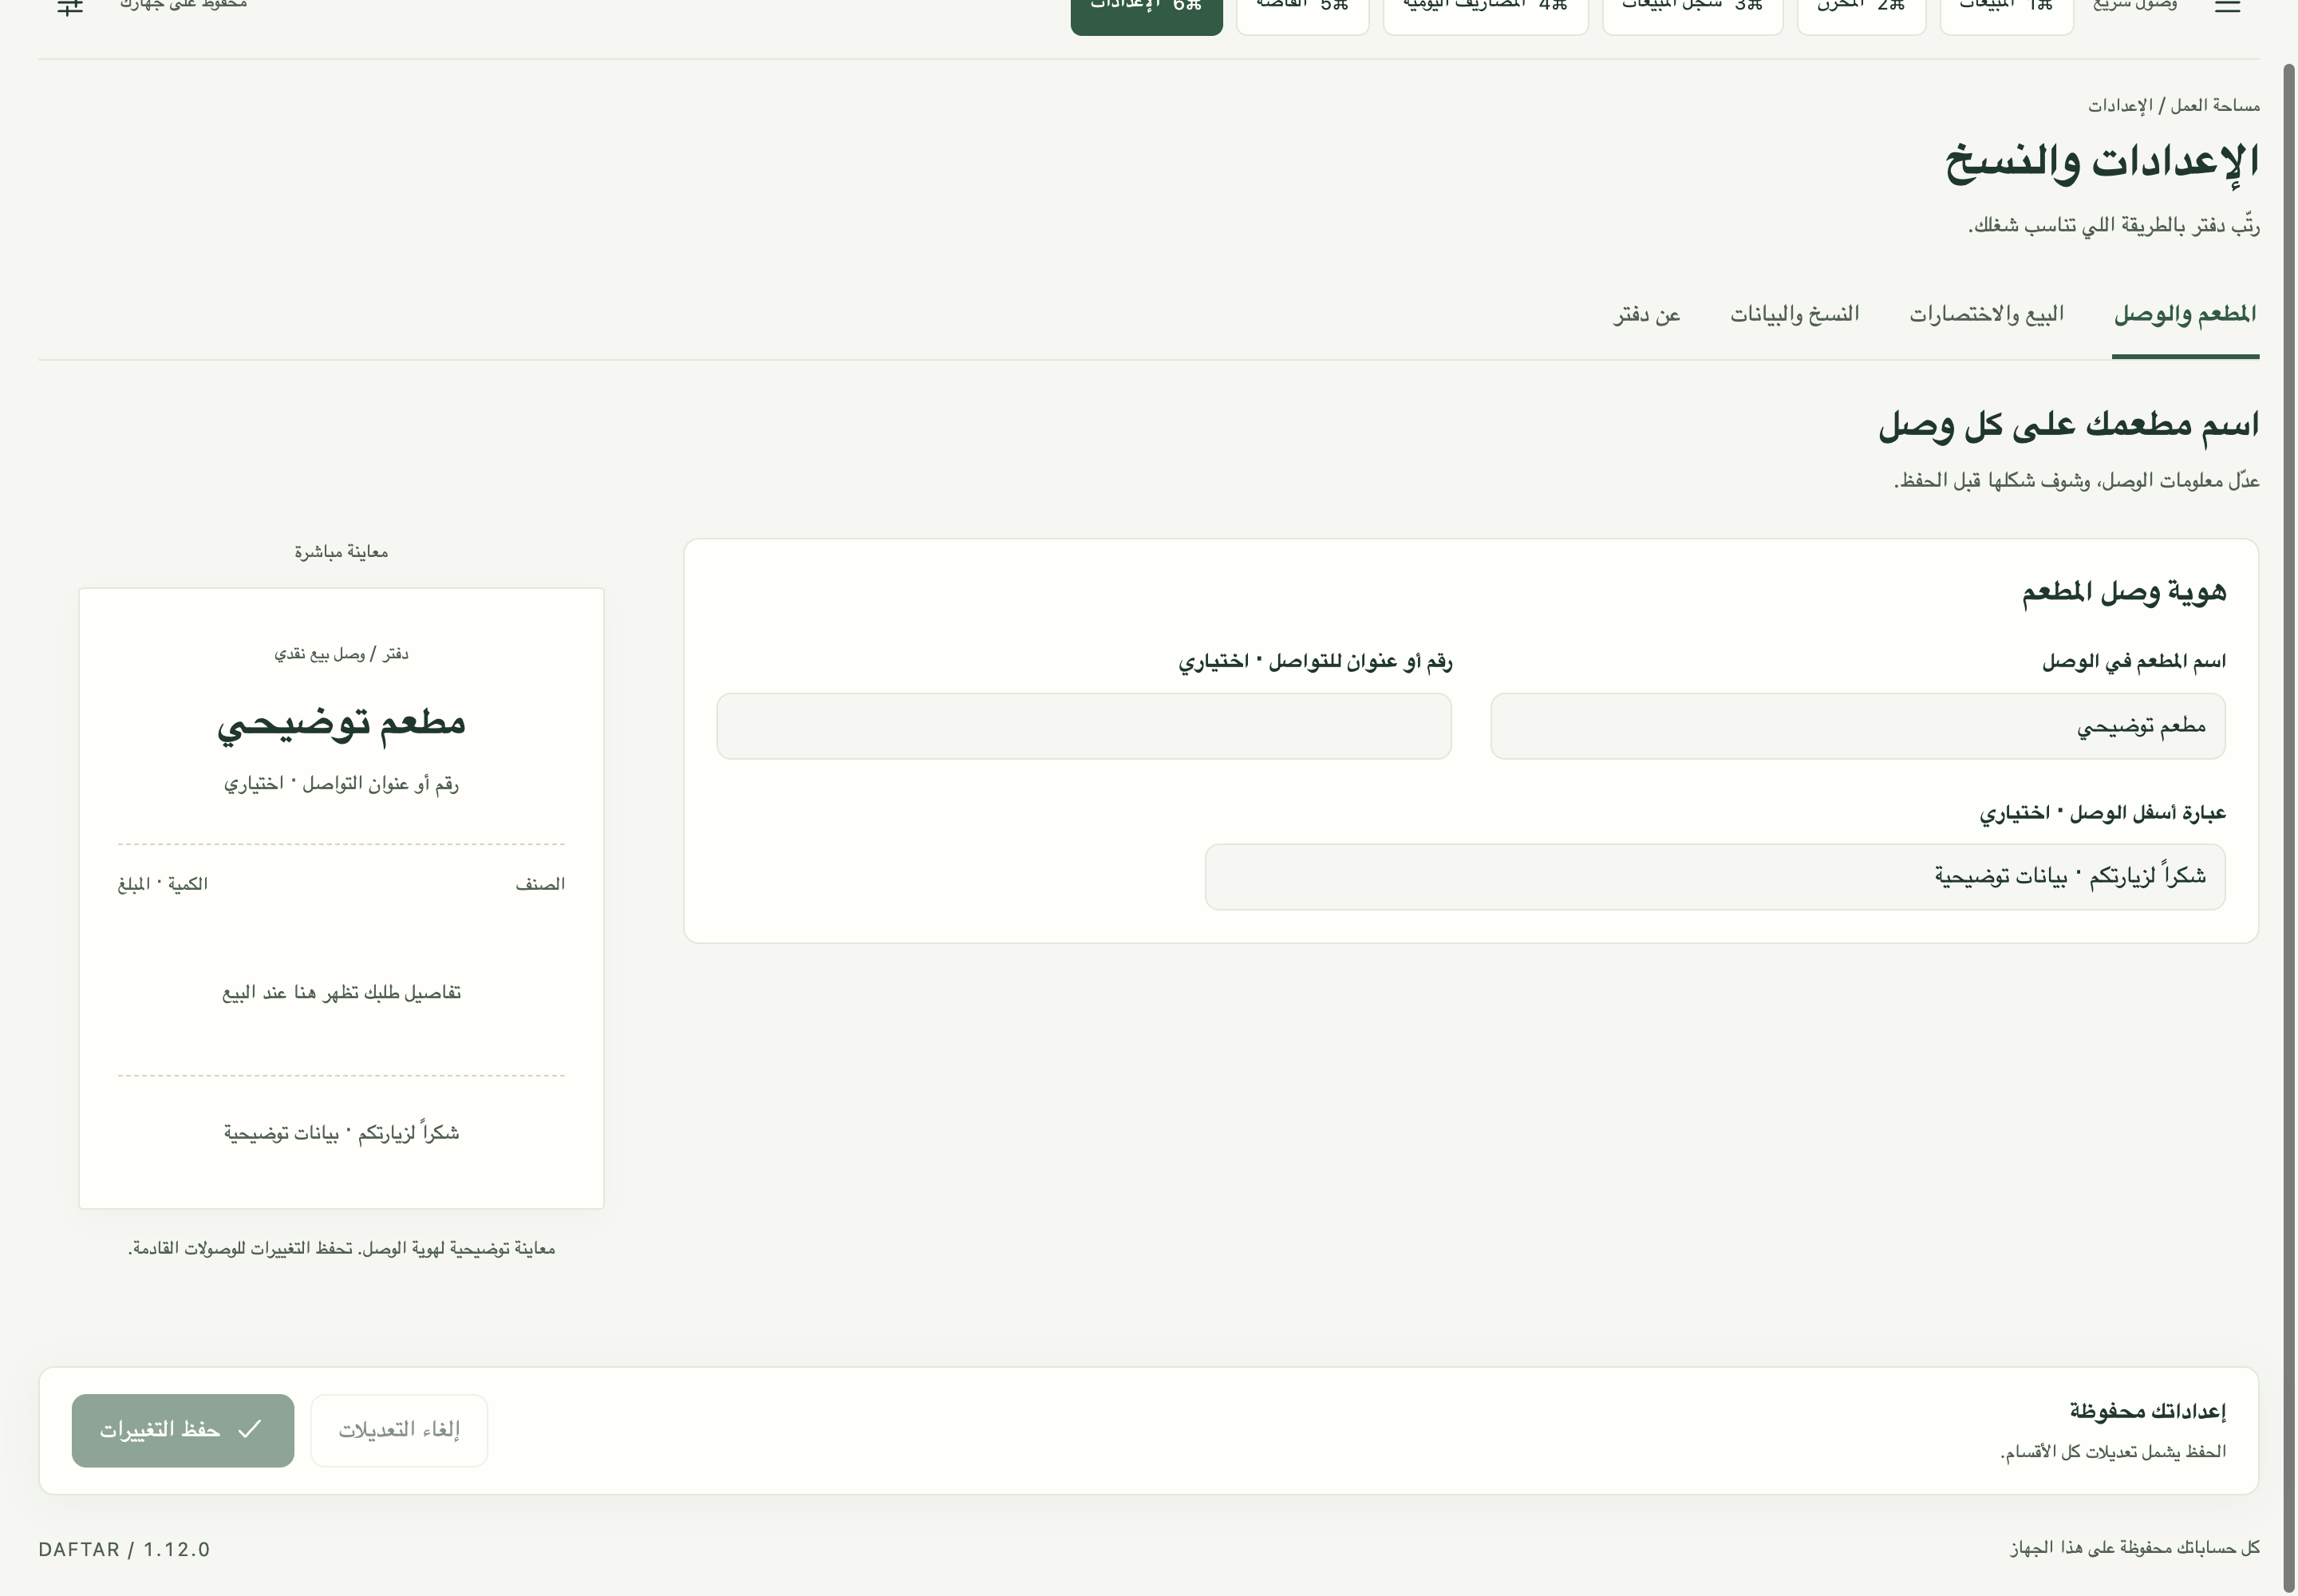 وصول سريع
⌘1 المبيعات
⌘2 المخزن
⌘3 سجل المبيعات
⌘4 المصاريف اليومية
⌘5 القاصة
⌘6 الإعدادات
محفوظ على جهازك
مساحة العمل / الإعدادات
الإعدادات والنسخ
رتّب دفتر بالطريقة اللي تناسب شغلك.
المطعم والوصل
البيع والاختصارات
النسخ والبيانات
عن دفتر
اسم مطعمك على كل وصل
عدّل معلومات الوصل، وشوف شكلها قبل الحفظ.
هوية وصل المطعم
اسم المطعم في الوصل
مطعم توضيحي
رقم أو عنوان للتواصل · اختياري
عبارة أسفل الوصل · اختياري
شكراً لزيارتكم · بيانات توضيحية
معاينة مباشرة
دفتر / وصل بيع نقدي
مطعم توضيحي
رقم أو عنوان التواصل · اختياري
الصنف
الكمية · المبلغ
تفاصيل طلبك تظهر هنا عند البيع
شكراً لزيارتكم · بيانات توضيحية
معاينة توضيحية لهوية الوصل. تحفظ التغييرات للوصولات القادمة.
إعداداتك محفوظة
الحفظ يشمل تعديلات كل الأقسام.
إلغاء التعديلات
حفظ التغييرات
كل حساباتك محفوظة على هذا الجهاز
DAFTAR / 1.12.0